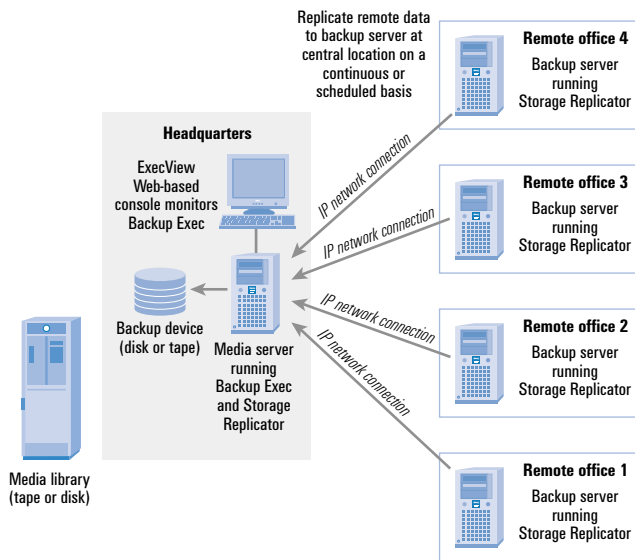 Replicate remote data
to backup server at
central location on a
continuous or
scheduled basis
Remote office 4
Backup server
running
Storage Replicator
Headquarters
ExecView
Web-based
console monitors
Backup Exec
IP network connection
Remote office 3
Backup server
running
Storage Replicator
IP network connection
Backup device
(disk or tape)
Media server
running
Backup Exec
and Storage
Replicator
IP network connection
Remote office 2
Backup server
running
Storage Replicator
IP network connection
Media library
(tape or disk)
Remote office 1
Backup server
running
Storage Replicator